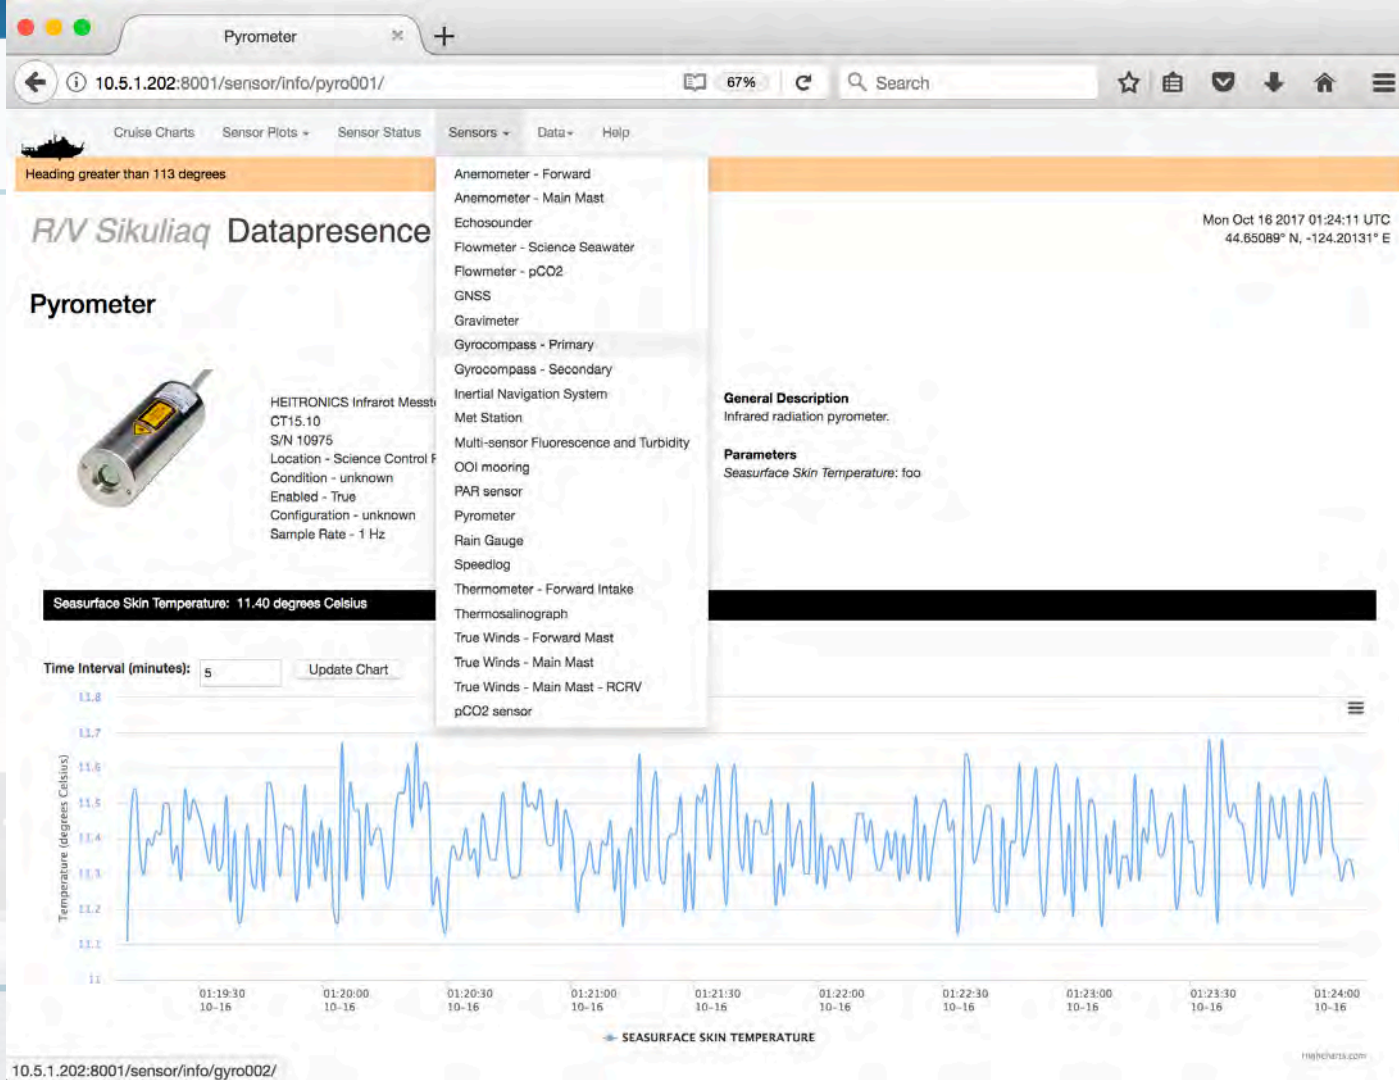 Pyrometer
10.5.1.202:8001/sensor/info/pyro001/
67%
Search
Cruise Charts Sensor Plots Sensor Status Sensors Data Help
Heading greater than 113 degrees
R/V Sikuliaq Datapresence
Mon Oct 16 2017 01:24:11 UTC
44.65089° N, -124.20131° E
Anemometer - Forward
Anemometer - Main Mast
Echosounder
Flowmeter - Science Seawater
Flowmeter - pCO2
GNSS
Gravimeter
Gyrocompass - Primary
Gyrocompass - Secondary
Inertial Navigation System
Met Station
Multi-sensor Fluorescence and Turbidity
OOI mooring
PAR sensor
Pyrometer
Rain Gauge
Speedlog
Thermometer - Forward Intake
Thermosalinograph
True Winds - Forward Mast
True Winds - Main Mast
True Winds - Main Mast - RCRV
pCO2 sensor
Pyrometer
HEITRONICS Infrarot
CT15.10
S/N 10975
Location - Science Control
Condition - unknown
Enabled - True
Configuration - unknown
Sample Rate - 1 Hz
General Description
Infrared radiation pyrometer.
Parameters
Seasurface Skin Temperature: foo
Seasurface Skin Temperature: 11.40 degrees Celsius
Time Interval (minutes): 5 Update Chart
Temperature (degrees Celsius)
11.8
11.7
11.6
11.5
11.4
11.3
11.2
11.1
11
01:19:30 01:20:00 01:20:30 01:21:00 01:21:30 01:22:00 01:22:30 01:23:00 01:23:30 01:24:00
10-16 10-16 10-16 10-16 10-16 10-16 10-16 10-16 10-16 10-16
SEASURFACE SKIN TEMPERATURE
10.5.1.202:8001/sensor/info/gyro002/